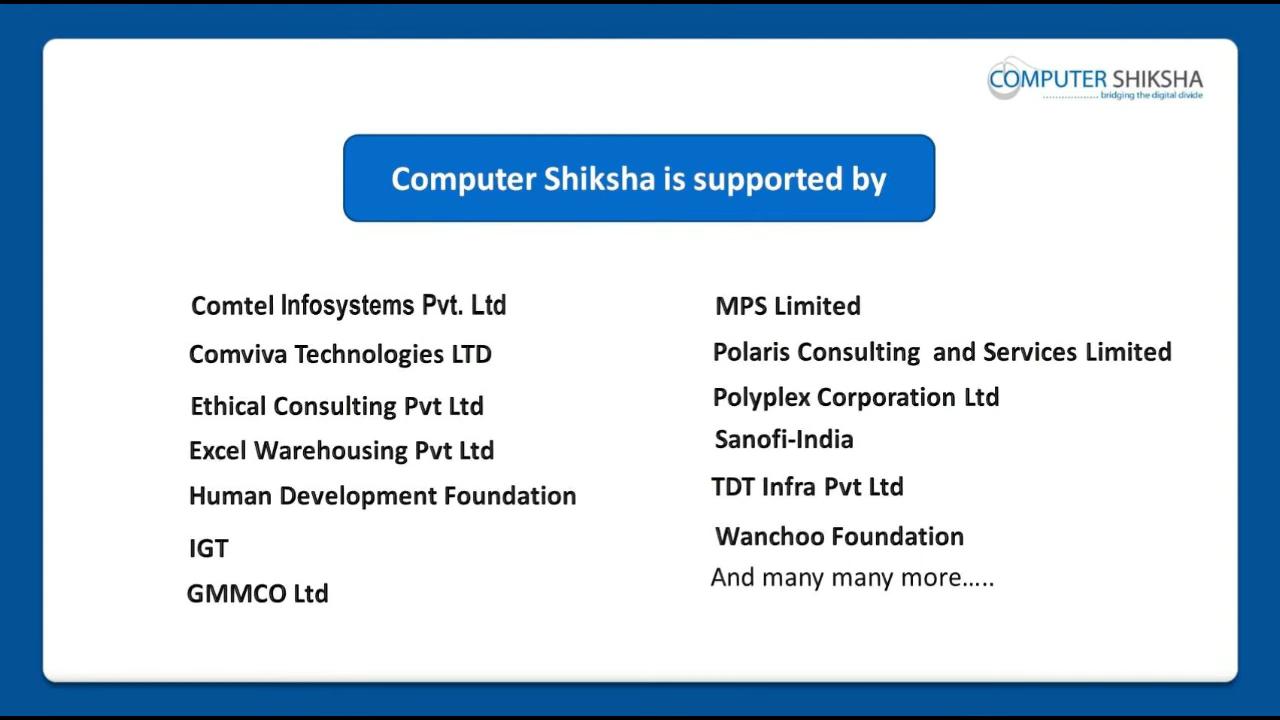 COMPUTER SHIKSHA
bridging the digital divide
Computer Shiksha is supported by
Comtel Infosystems Pvt. Ltd
Comviva Technologies LTD
Ethical Consulting Pvt Ltd
Excel Warehousing Pvt Ltd
Human Development Foundation
IGT
GMMCO Ltd
MPS Limited
Polaris Consulting and Services Limited
Polyplex Corporation Ltd
Sanofi-India
TDT Infra Pvt Ltd
Wanchoo Foundation
And many many more.....